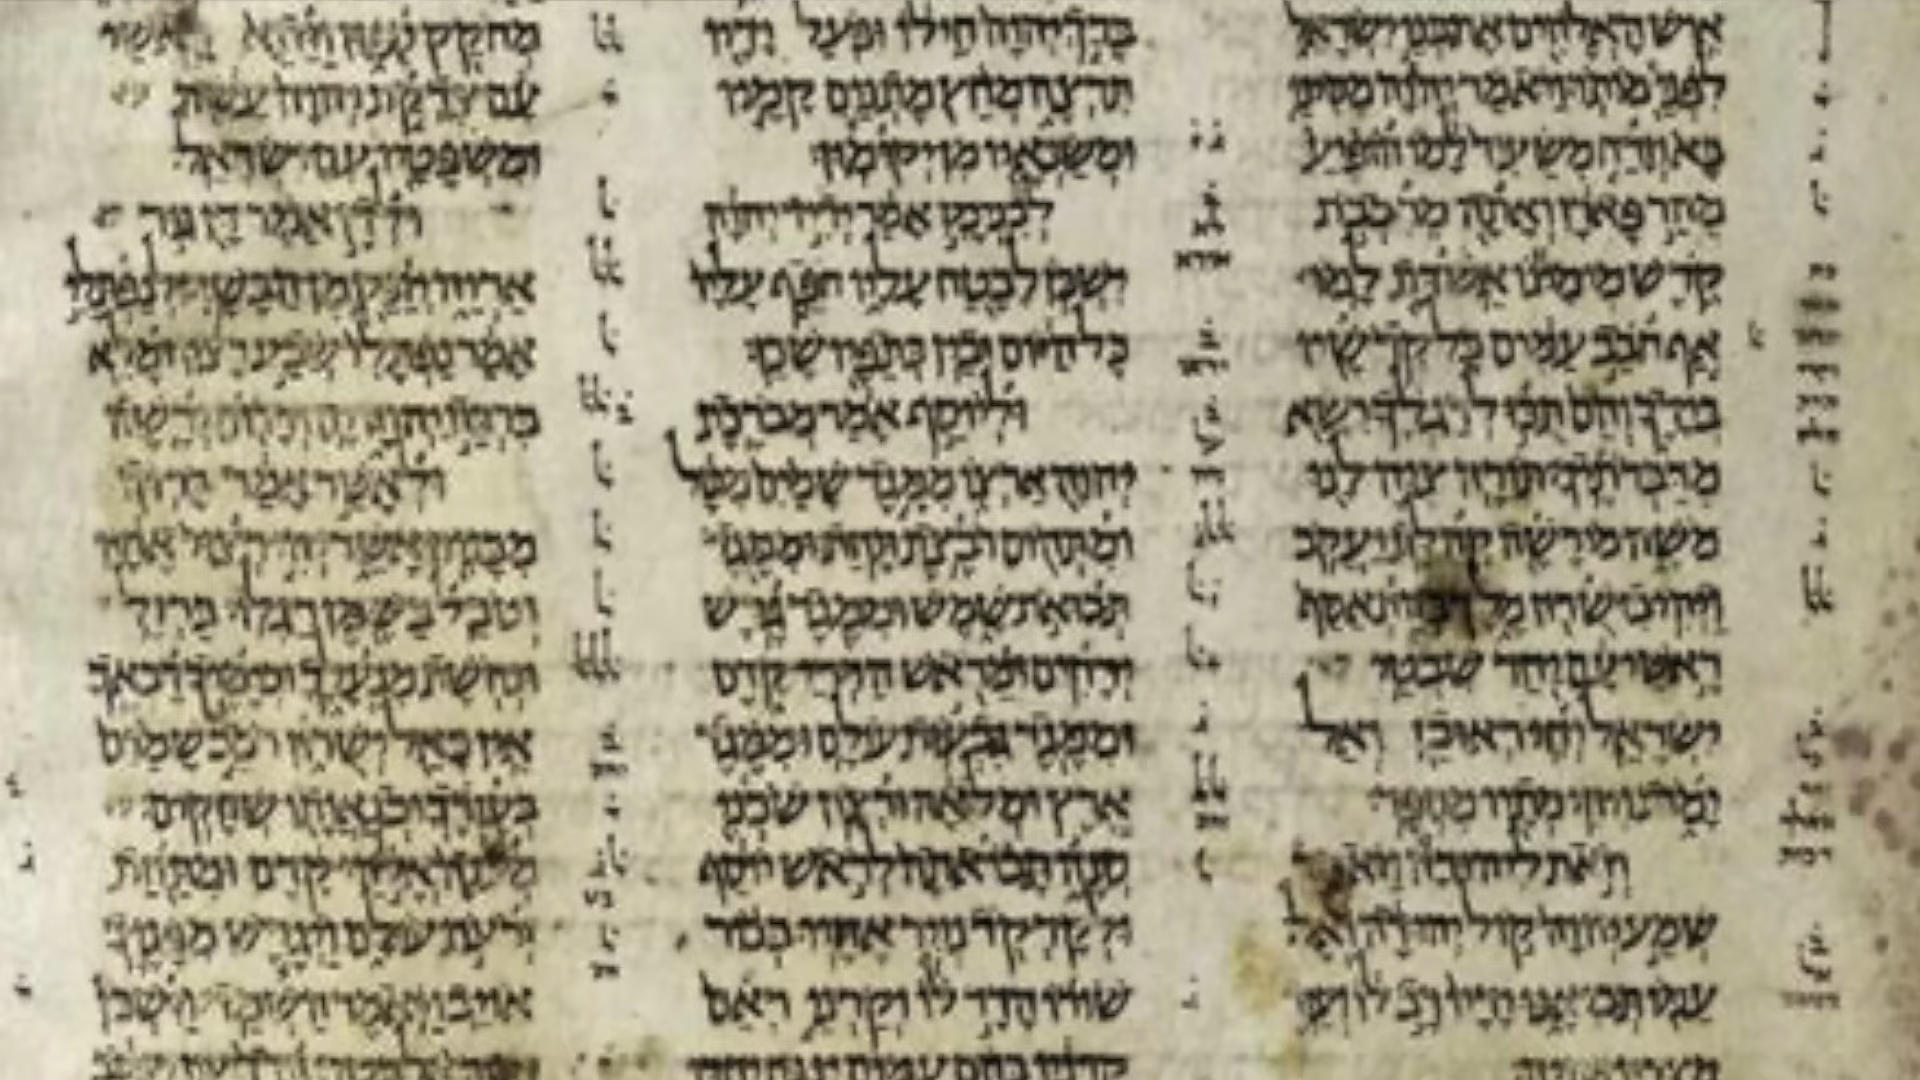 איש האלהים את בני ישראל
לפני מותו ויאמר יהוה מסיני
בא וזרח משעיר למו הופיע
מהר פארן ואתה מרבבת
קדש מימינו אשדת למו
אף חבב עמים כל קדשיו
בידך והם תכו לרגלך ישא
מדברתיך תורה צוה לנו
משה מורשה קהלת יעקב
ויהי בישרון מלך בהתאסף
ראשי עם יחד שבטי
ישראל יחי ראובן ואל
ימת ויהי מתיו מספר
וזאת ליהודה ויאמר
שמע יהוה קול יהודה ואל
עמו תביאנו ידיו רב לו ועזר
ברך יהוה חילו ופעל ידיו
תרצה מחץ מתנים קמיו
ומשנאיו מן יקומון
לבנימן אמר ידיד יהוה
ישכן לבטח עליו חפף עליו
כל היום ובין כתפיו שכן
וליוסף אמר מברכת
יהוה ארצו ממגד שמים מטל
ומתהום רבצת תחת וממגד
תבואת שמש וממגד גרש
ירחים ומראש הררי קדם
וממגד גבעות עולם וממגד
ארץ ומלאה ורצון שכני
סנה תבואתה לראש יוסף
ולקדקד נזיר אחיו בכור
שורו הדר לו וקרני ראם
קרניו בהם עמים ינגח יחדו
מחקק ספון ויתא ראשי
עם צדקת יהוה עשה
ומשפטיו עם ישראל
ולדן אמר דן גור
אריה יזנק מן הבשן ולנפתלי
אמר נפתלי שבע רצון ומלא
ברכת יהוה ים ודרום ירשה
ולאשר אמר ברוך
מבנים אשר יהי רצוי אחיו
וטבל בשמן רגלו ברזל
ונחשת מנעלך וכימיך דבאך
אין כאל ישרון רכב שמים
בעזרך ובגאותו שחקים
מענה אלהי קדם ומתחת
זרעת עולם ויגרש מפניך
אויב ויאמר השמד וישכן